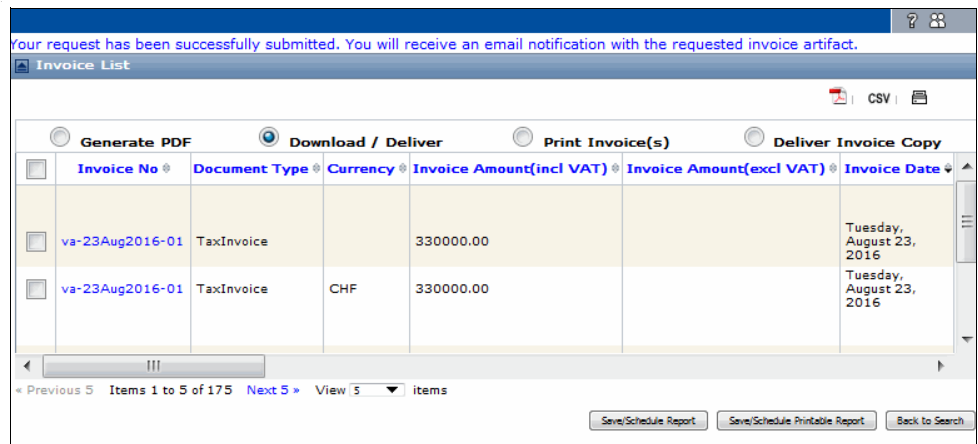 ?
Your request has been successfully submitted. You will receive an email notification with the requested invoice artifact.
Invoice List
CSV
Generate PDF Download / Deliver Print Invoice(s) Deliver Invoice Copy
Invoice No Document Type Currency Invoice Amount(incl VAT) Invoice Amount(excl VAT) Invoice Date
va-23Aug2016-01 TaxInvoice 330000.00 Tuesday, August 23, 2016
va-23Aug2016-01 TaxInvoice CHF 330000.00 Tuesday, August 23, 2016
« Previous 5 Items 1 to 5 of 175 Next 5 » View 5 items
Save/Schedule Report Save/Schedule Printable Report Back to Search